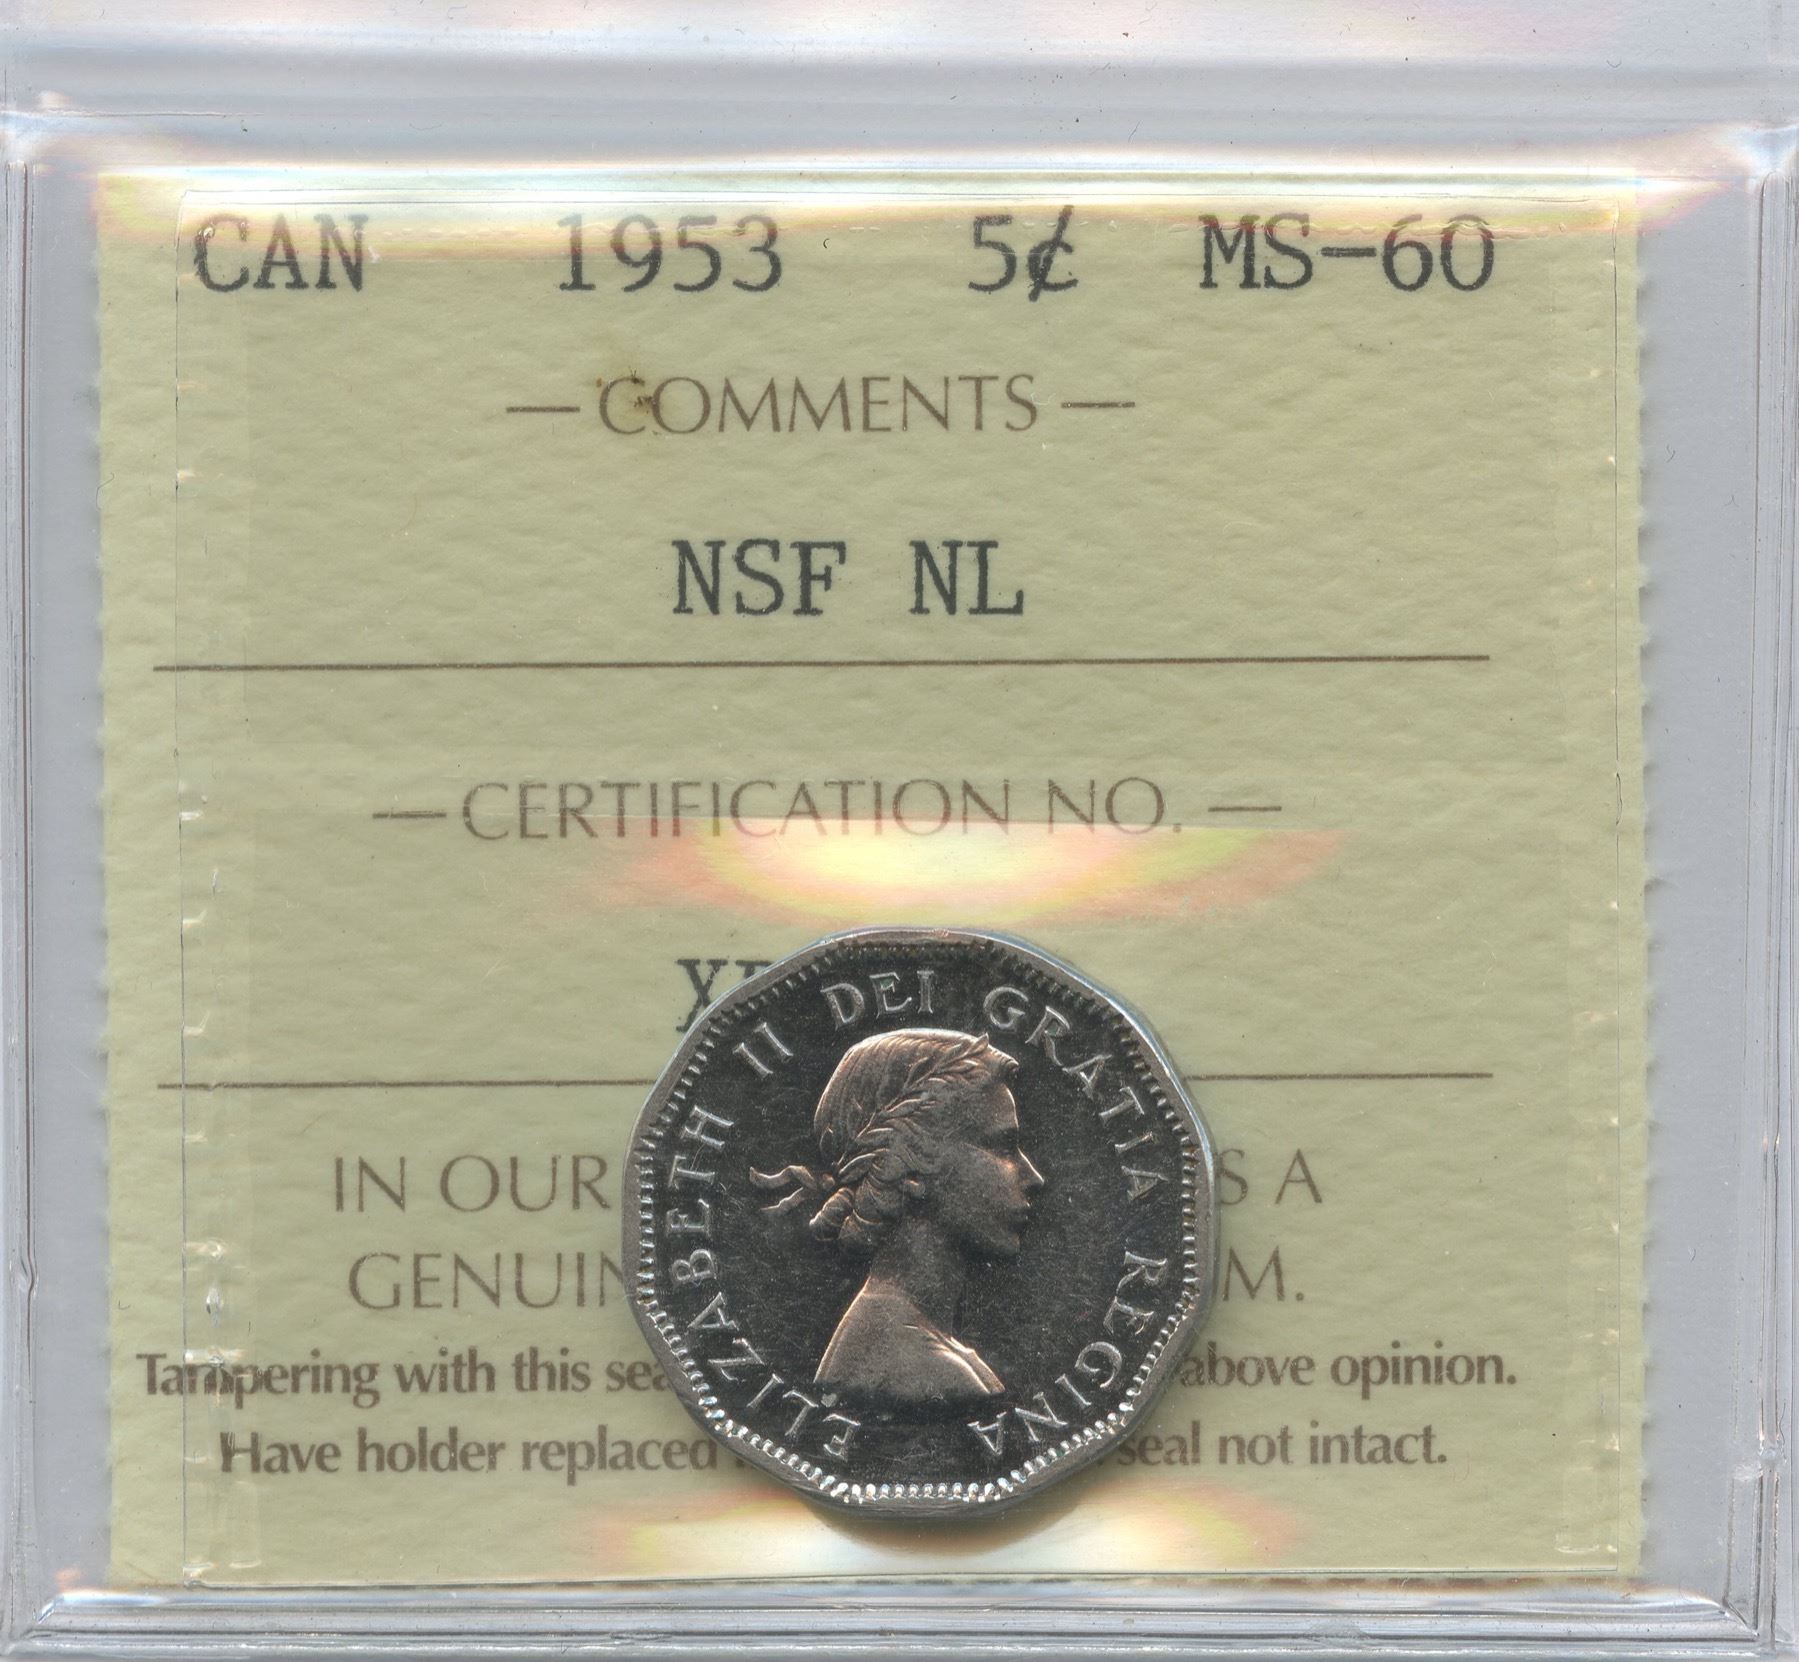 CAN 1953 5¢ MS-60
— COMMENTS —
NSF NL
— CERTIFICATION NO. —
ELIZABETH II DEI GRATIA REGINA
IN OUR S A
GENUIN M.
Tampering with this sea above opinion.
Have holder replaced seal not intact.